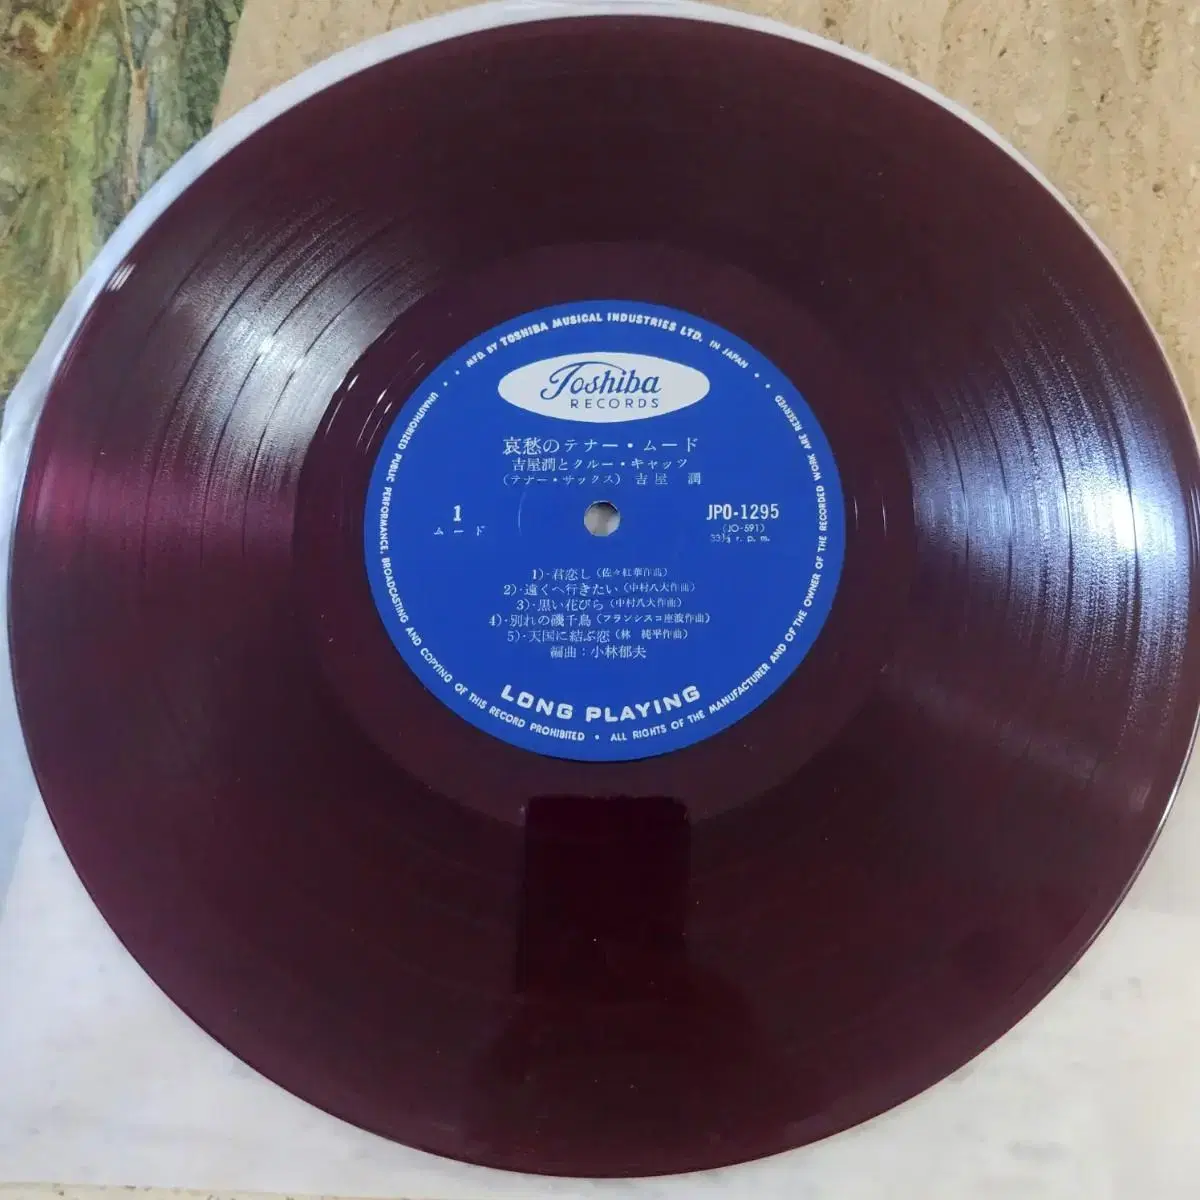 MFD. BY TOSHIBA MUSICAL INDUSTRIES LTD. IN JAPAN
Toshiba
RECORDS
哀愁のテナー・ムード
吉屋潤とクルー・キャッツ
(テナー・サックス) 吉屋 潤
1
ムード
JPO-1295
(JO-591)
33⅓ r. p. m.
1)・君恋し (佐々紅華作曲)
2)・遠くへ行きたい (中村八大作曲)
3)・黒い花びら (中村八大作曲)
4)・別れの磯千鳥 (フランシスコ座波作曲)
5)・天国に結ぶ恋 (林 純平作曲)
編曲：小林郁夫
LONG PLAYING
UNAUTHORIZED PUBLIC PERFORMANCE, BROADCASTING AND COPYING OF THIS RECORD PROHIBITED • ALL RIGHTS OF THE MANUFACTURER AND OF THE OWNER OF THE RECORDED WORK ARE RESERVED